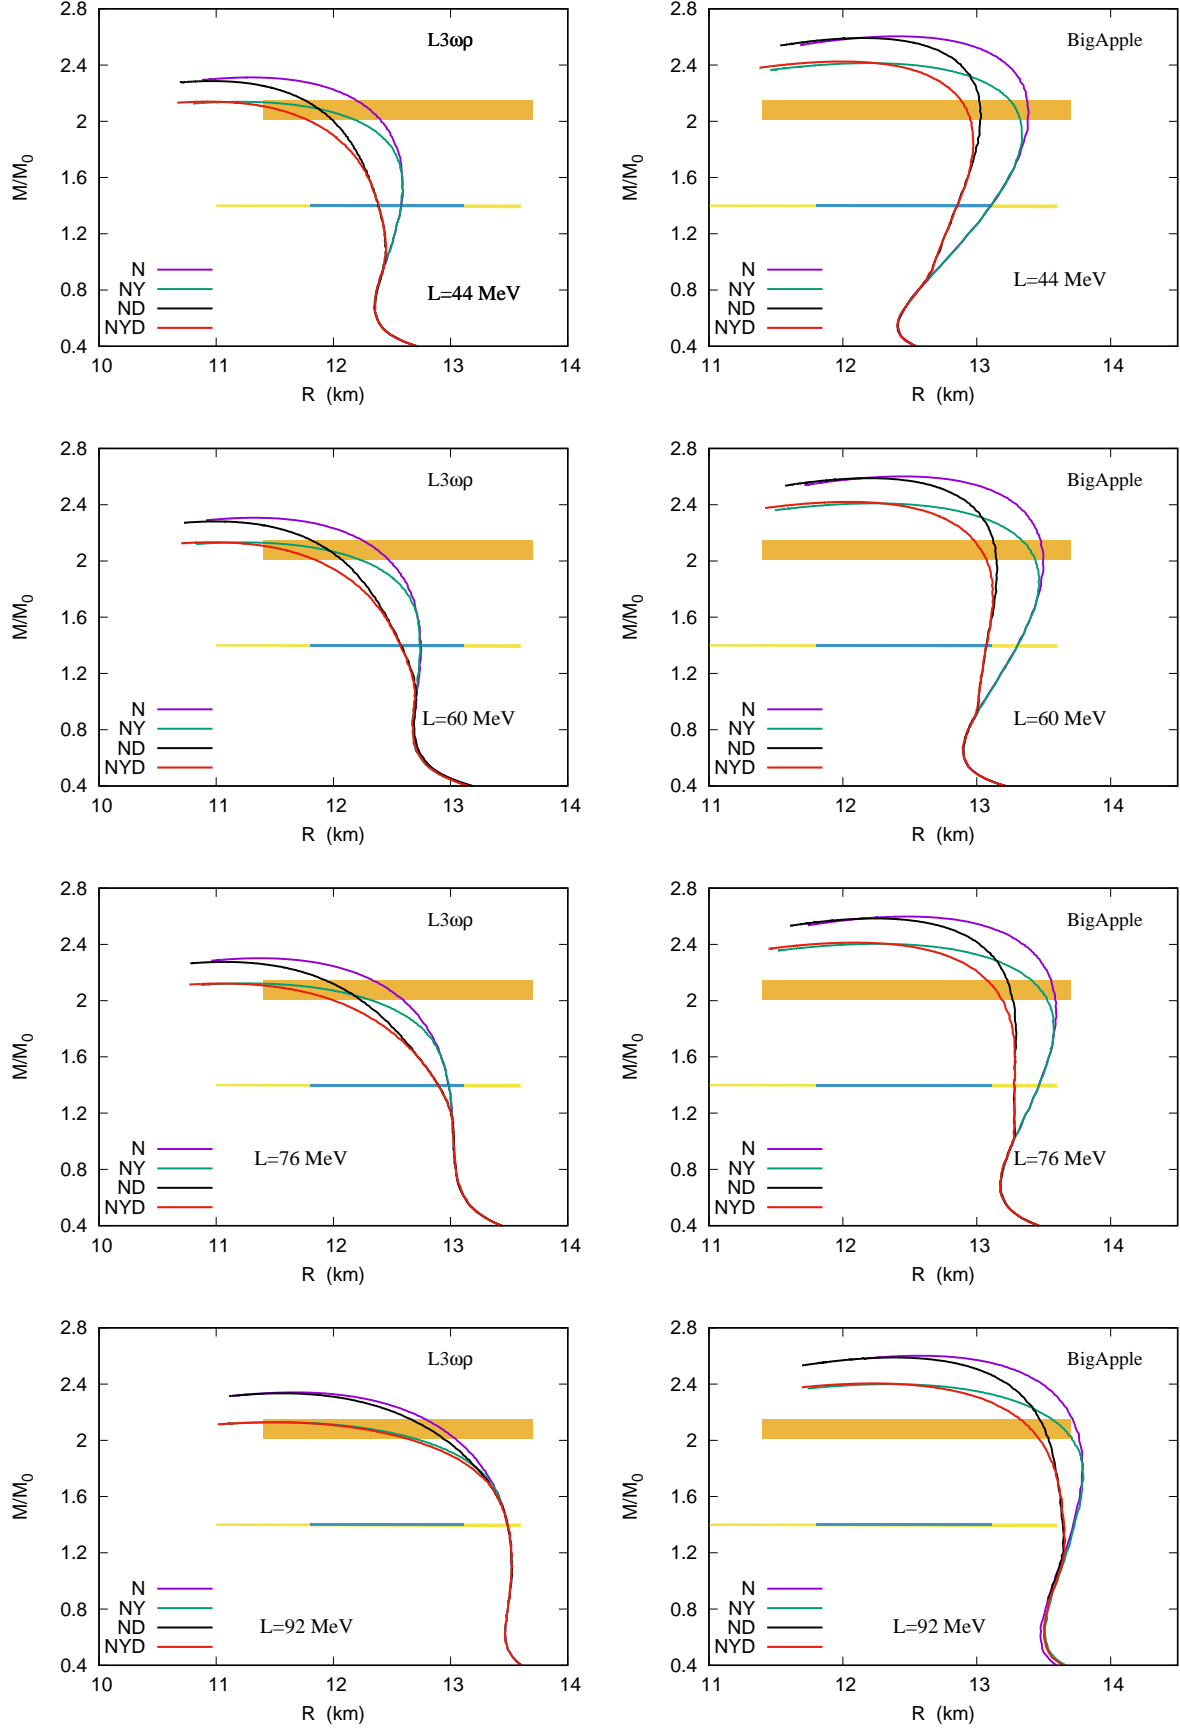 2.8
2.4
2
1.6
1.2
0.8
0.4
M/M0
L3ωρ
N
NY
ND
NYD
L=44 MeV
10 11 12 13 14
R (km)
2.8
2.4
2
1.6
1.2
0.8
0.4
M/M0
BigApple
N
NY
ND
NYD
L=44 MeV
11 12 13 14
R (km)
2.8
2.4
2
1.6
1.2
0.8
0.4
M/M0
L3ωρ
N
NY
ND
NYD
L=60 MeV
10 11 12 13 14
R (km)
2.8
2.4
2
1.6
1.2
0.8
0.4
M/M0
BigApple
N
NY
ND
NYD
L=60 MeV
11 12 13 14
R (km)
2.8
2.4
2
1.6
1.2
0.8
0.4
M/M0
L3ωρ
N
NY
ND
NYD
L=76 MeV
10 11 12 13 14
R (km)
2.8
2.4
2
1.6
1.2
0.8
0.4
M/M0
BigApple
N
NY
ND
NYD
L=76 MeV
11 12 13 14
R (km)
2.8
2.4
2
1.6
1.2
0.8
0.4
M/M0
L3ωρ
N
NY
ND
NYD
L=92 MeV
10 11 12 13 14
R (km)
2.8
2.4
2
1.6
1.2
0.8
0.4
M/M0
BigApple
N
NY
ND
NYD
L=92 MeV
11 12 13 14
R (km)